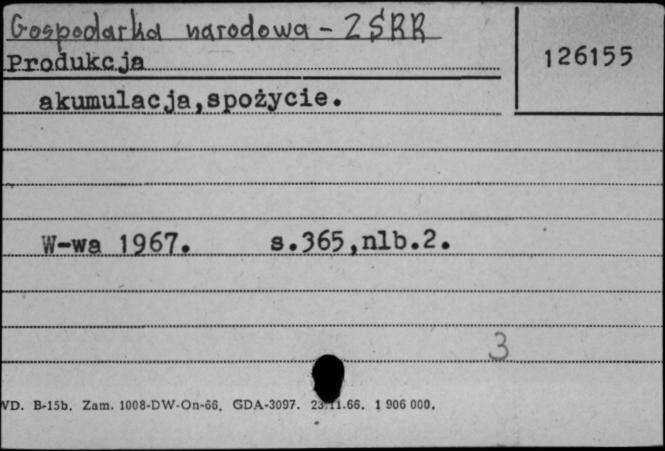 Gospodarka narodowa - ZSRR
Produkcja
126155
akumulacja,spożycie.
W-wa 1967. s.365,nlb.2.
3
WD. B-15b. Zam. 1008-DW-On-66. GDA-3097. 23.11.66. 1 906 000.